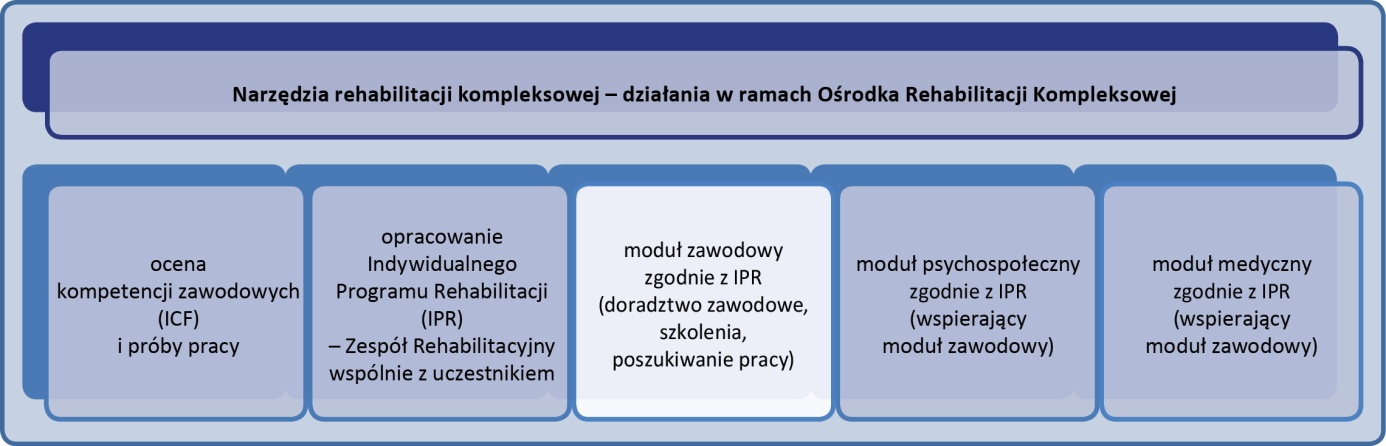 Narzędzia rehabilitacji kompleksowej – działania w ramach Ośrodka Rehabilitacji Kompleksowej
ocena
kompetencji zawodowych
(ICF)
i próby pracy
opracowanie
Indywidualnego
Programu Rehabilitacji
(IPR)
– Zespół Rehabilitacyjny
wspólnie z uczestnikiem
moduł zawodowy
zgodnie z IPR
(doradztwo zawodowe,
szkolenia,
poszukiwanie pracy)
moduł psychospołeczny
zgodnie z IPR
(wspierający
moduł zawodowy)
moduł medyczny
zgodnie z IPR
(wspierający
moduł zawodowy)